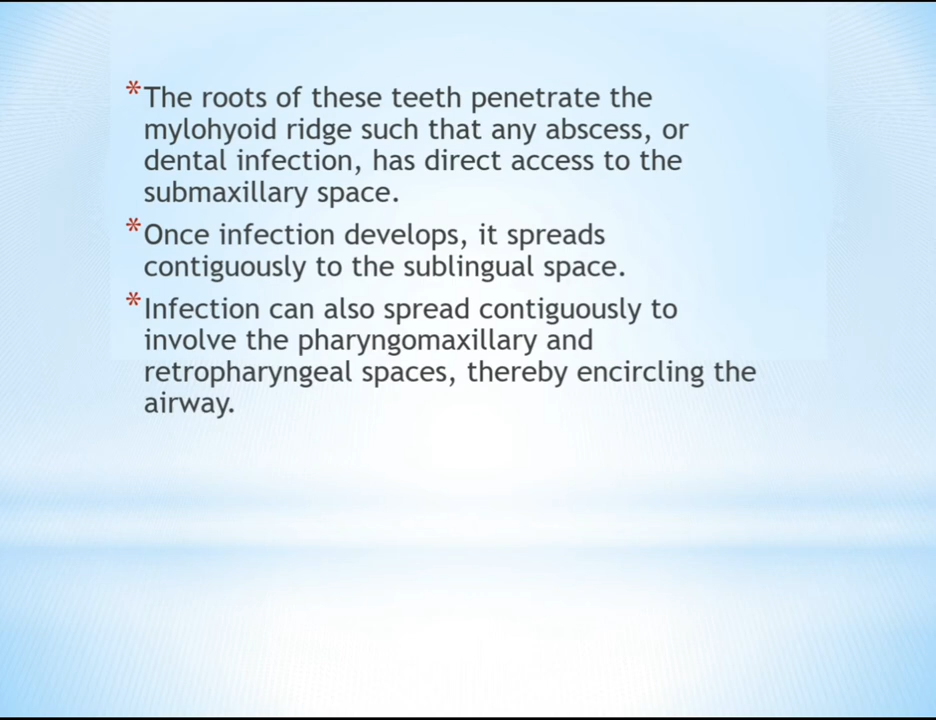 *The roots of these teeth penetrate the
mylohyoid ridge such that any abscess, or
dental infection, has direct access to the
submaxillary space.
*Once infection develops, it spreads
contiguously to the sublingual space.
*Infection can also spread contiguously to
involve the pharyngomaxillary and
retropharyngeal spaces, thereby encircling the
airway.